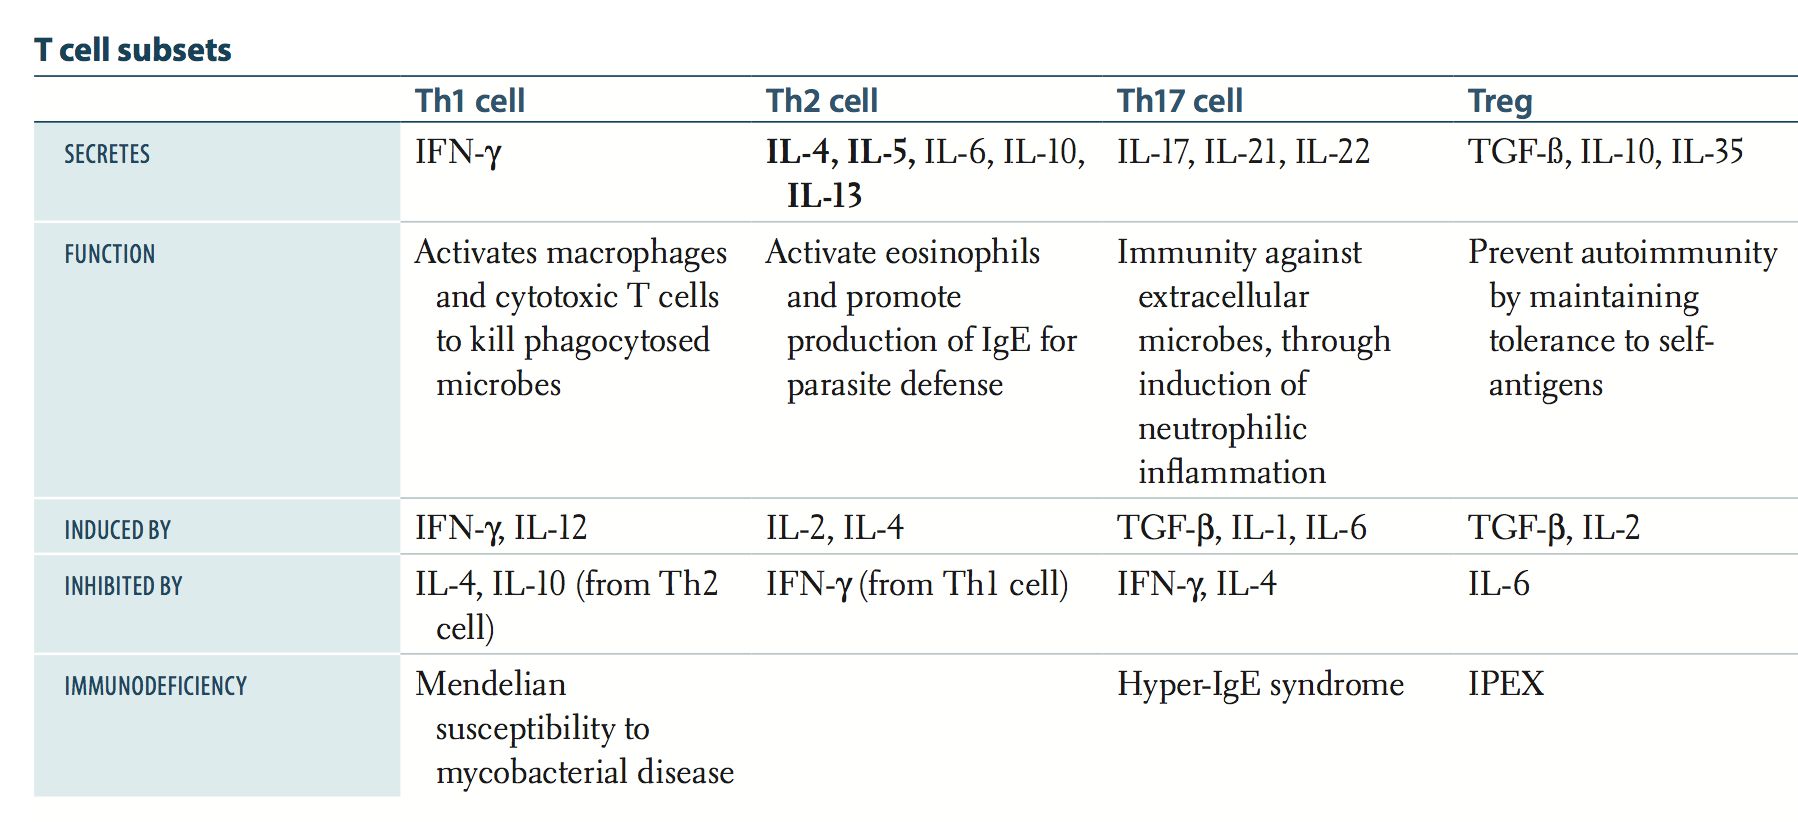 T cell subsets
Th1 cell Th2 cell Th17 cell Treg
SECRETES IFN-γ IL-4, IL-5, IL-6, IL-10, IL-17, IL-21, IL-22 TGF-ß, IL-10, IL-35
IL-13
FUNCTION Activates macrophages Activate eosinophils Immunity against Prevent autoimmunity
and cytotoxic T cells and promote extracellular by maintaining
to kill phagocytosed production of IgE for microbes, through tolerance to self-
microbes parasite defense induction of antigens
neutrophilic
inflammation
INDUCED BY IFN-γ, IL-12 IL-2, IL-4 TGF-β, IL-1, IL-6 TGF-β, IL-2
INHIBITED BY IL-4, IL-10 (from Th2 IFN-γ (from Th1 cell) IFN-γ, IL-4 IL-6
cell)
IMMUNODEFICIENCY Mendelian Hyper-IgE syndrome IPEX
susceptibility to
mycobacterial disease